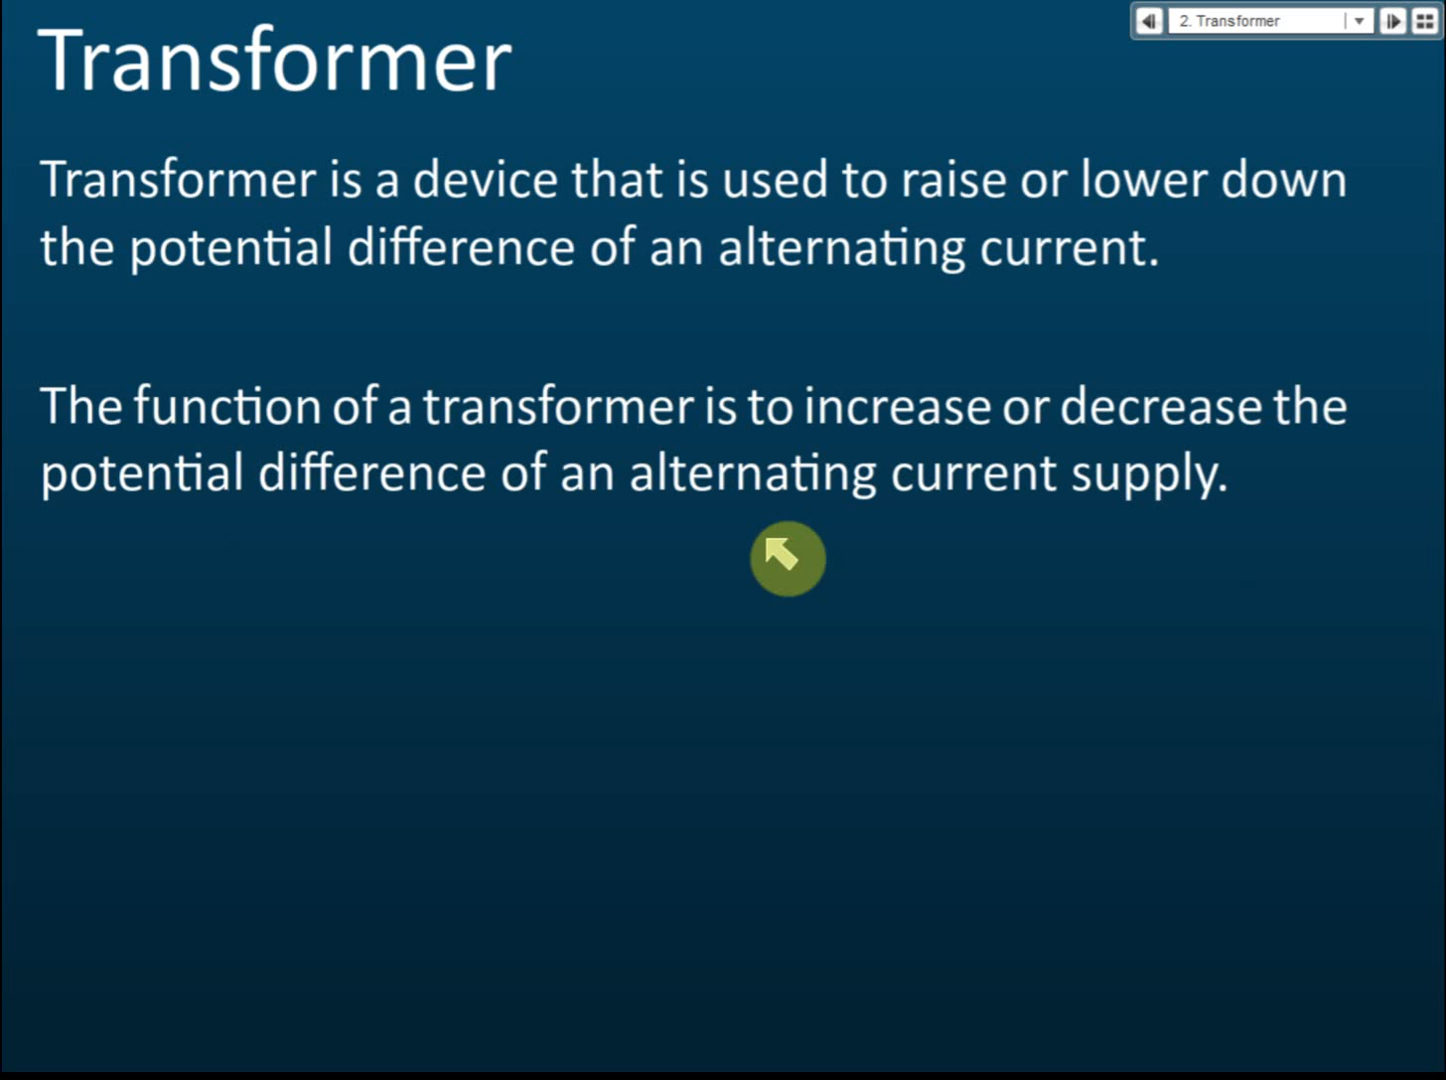 2. Transformer
Transformer
Transformer is a device that is used to raise or lower down
the potential difference of an alternating current.
The function of a transformer is to increase or decrease the
potential difference of an alternating current supply.